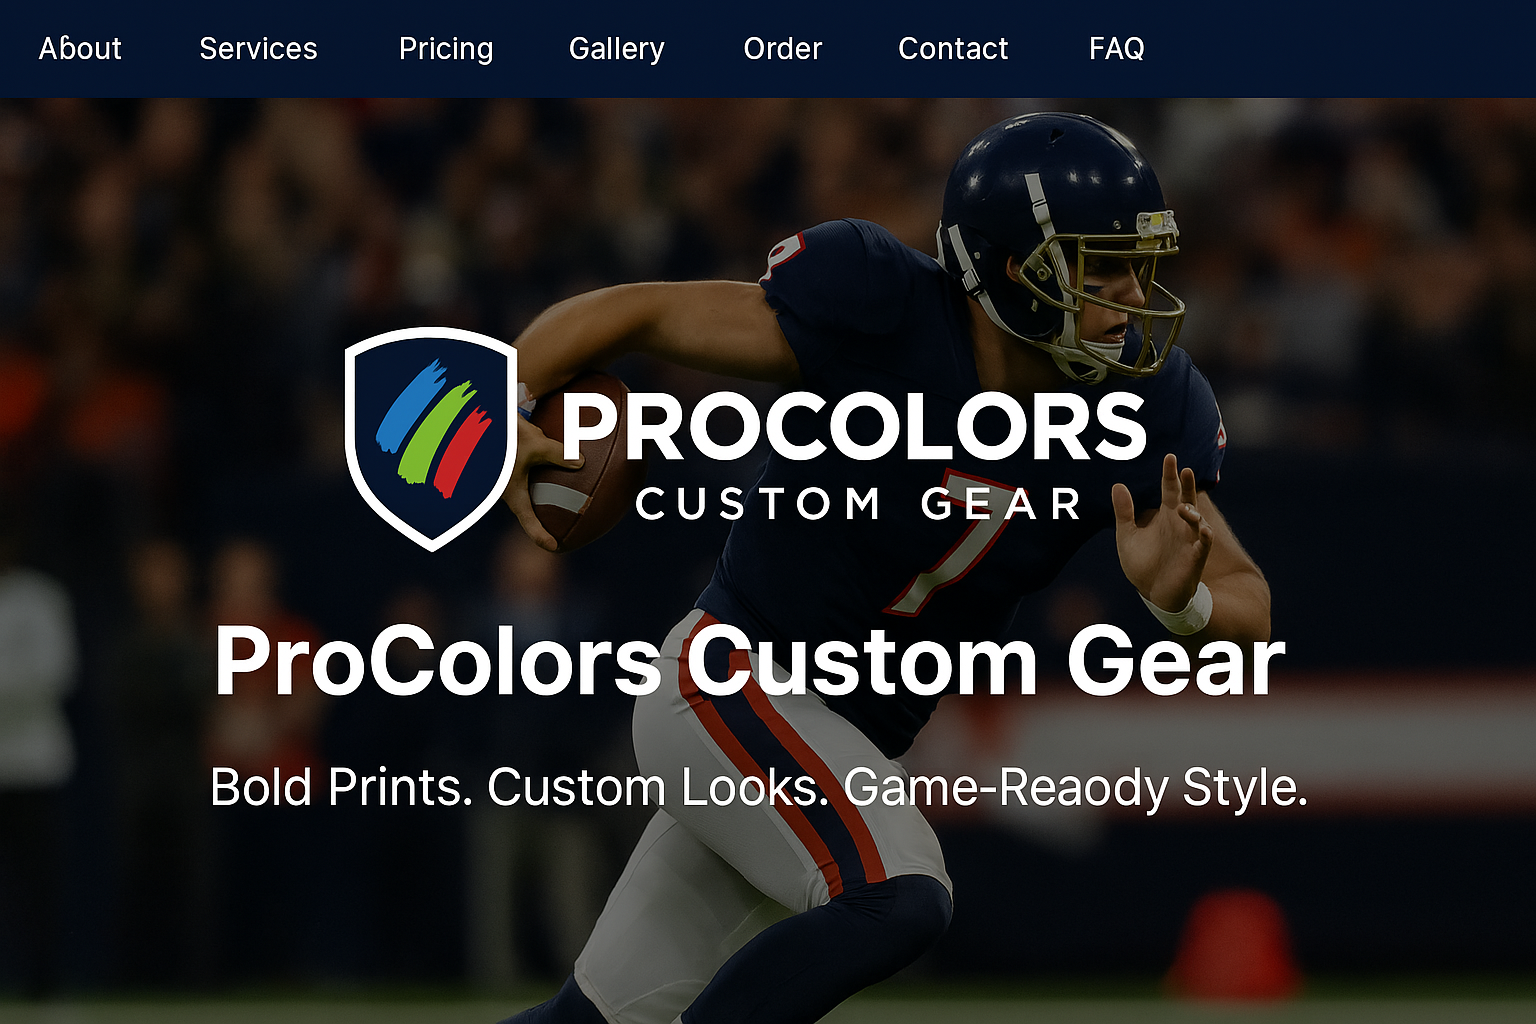 About Services Pricing Gallery Order Contact FAQ
PROCOLORS
CUSTOM GEAR
7
ProColors Custom Gear
Bold Prints. Custom Looks. Game-Reaody Style.